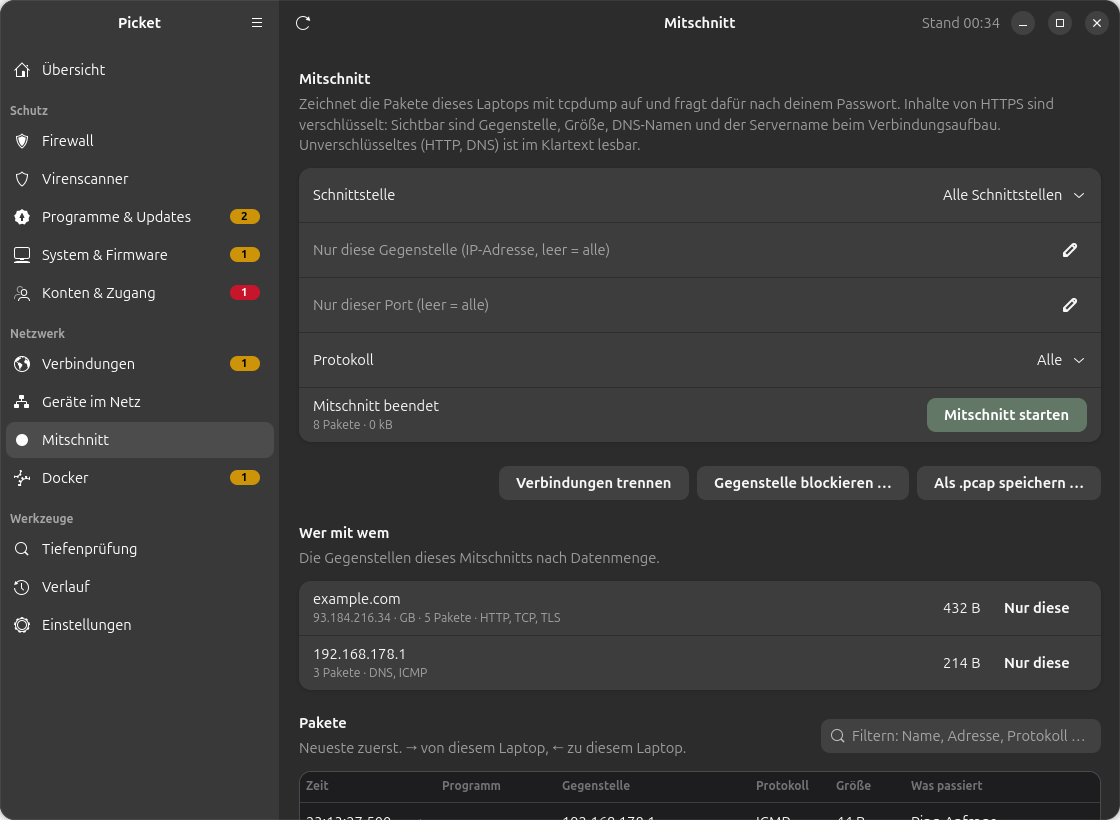 Picket
Mitschnitt
Stand 00:34
Übersicht
Schutz
Firewall
Virenscanner
Programme & Updates 2
System & Firmware 1
Konten & Zugang 1
Netzwerk
Verbindungen 1
Geräte im Netz
Mitschnitt
Docker 1
Werkzeuge
Tiefenprüfung
Verlauf
Einstellungen
Mitschnitt
Zeichnet die Pakete dieses Laptops mit tcpdump auf und fragt dafür nach deinem Passwort. Inhalte von HTTPS sind
verschlüsselt: Sichtbar sind Gegenstelle, Größe, DNS-Namen und der Servername beim Verbindungsaufbau.
Unverschlüsseltes (HTTP, DNS) ist im Klartext lesbar.
Schnittstelle Alle Schnittstellen
Nur diese Gegenstelle (IP-Adresse, leer = alle)
Nur dieser Port (leer = alle)
Protokoll Alle
Mitschnitt beendet
8 Pakete · 0 kB
Mitschnitt starten
Verbindungen trennen Gegenstelle blockieren … Als .pcap speichern …
Wer mit wem
Die Gegenstellen dieses Mitschnitts nach Datenmenge.
example.com
93.184.216.34 · GB · 5 Pakete · HTTP, TCP, TLS
432 B Nur diese
192.168.178.1
3 Pakete · DNS, ICMP
214 B Nur diese
Pakete
Neueste zuerst. → von diesem Laptop, ← zu diesem Laptop.
Filtern: Name, Adresse, Protokoll …
Zeit Programm Gegenstelle Protokoll Größe Was passiert
192.168.178.1 ICMP 44 B Ping-Anfrage